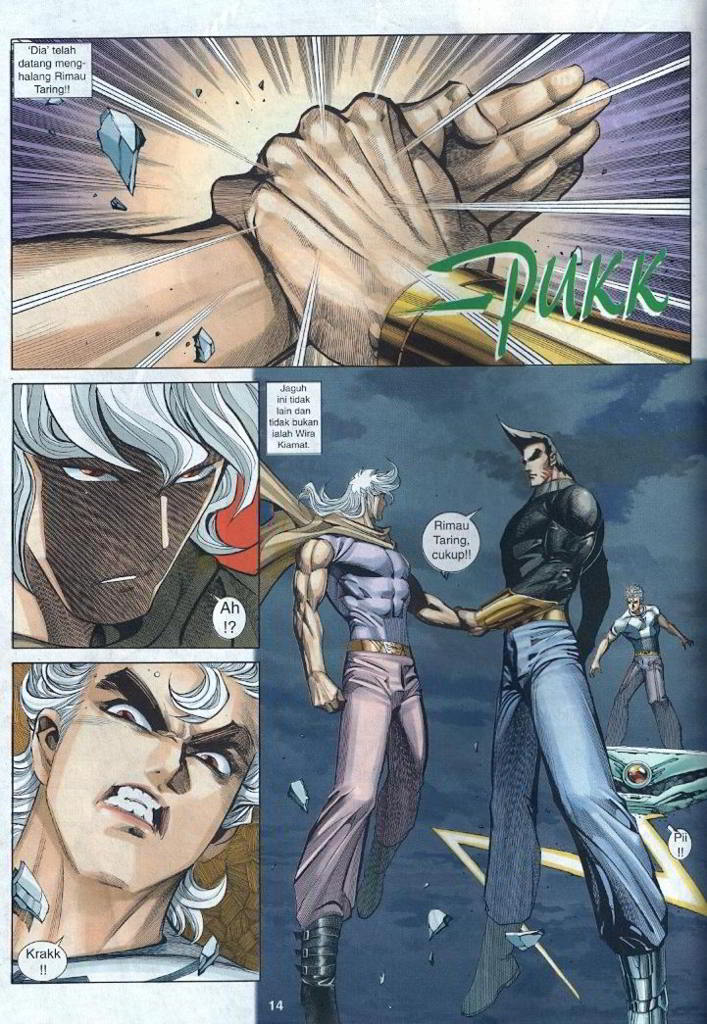 'Dia' telah
datang meng-
halang Rimau
Taring!!
PUKK
Ah
!?
Jaguh
ini tidak
lain dan
tidak bukan
ialah Wira
Kiamat.
Rimau
Taring,
cukup!!
Krakk
!!
Pii
!!
14